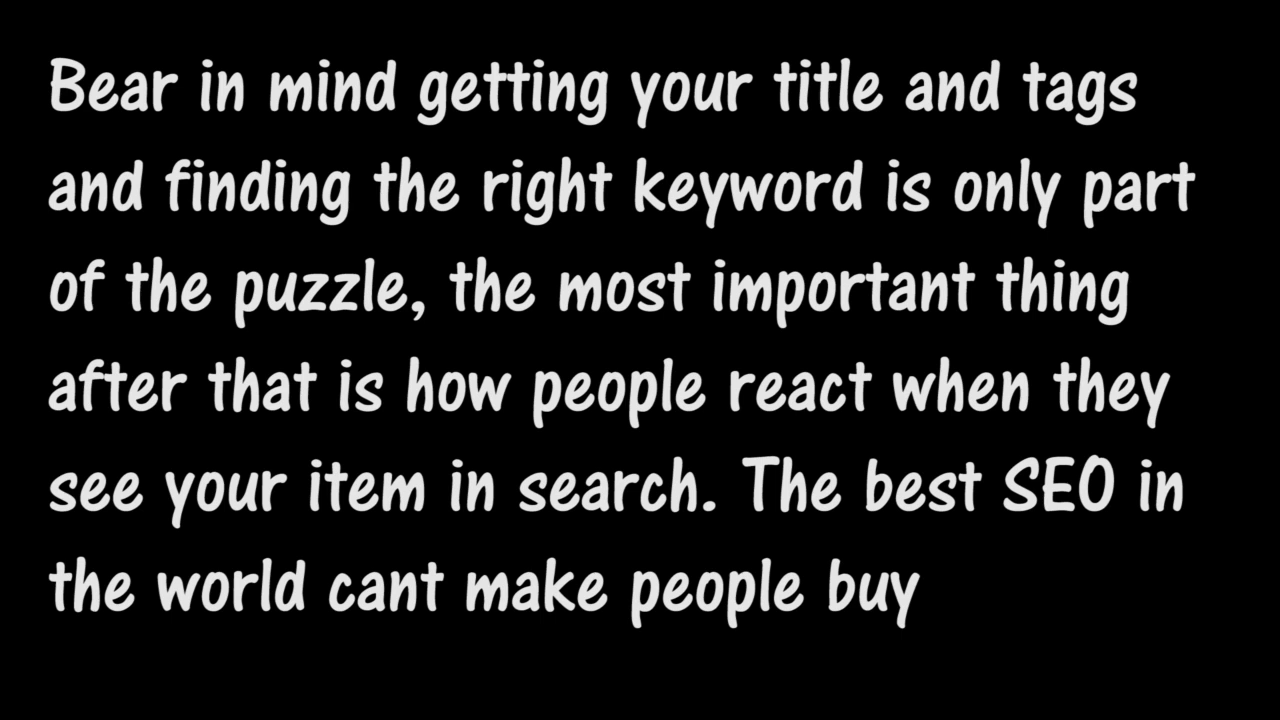 Bear in mind getting your title and tags
and finding the right keyword is only part
of the puzzle, the most important thing
after that is how people react when they
see your item in search. The best SEO in
the world cant make people buy